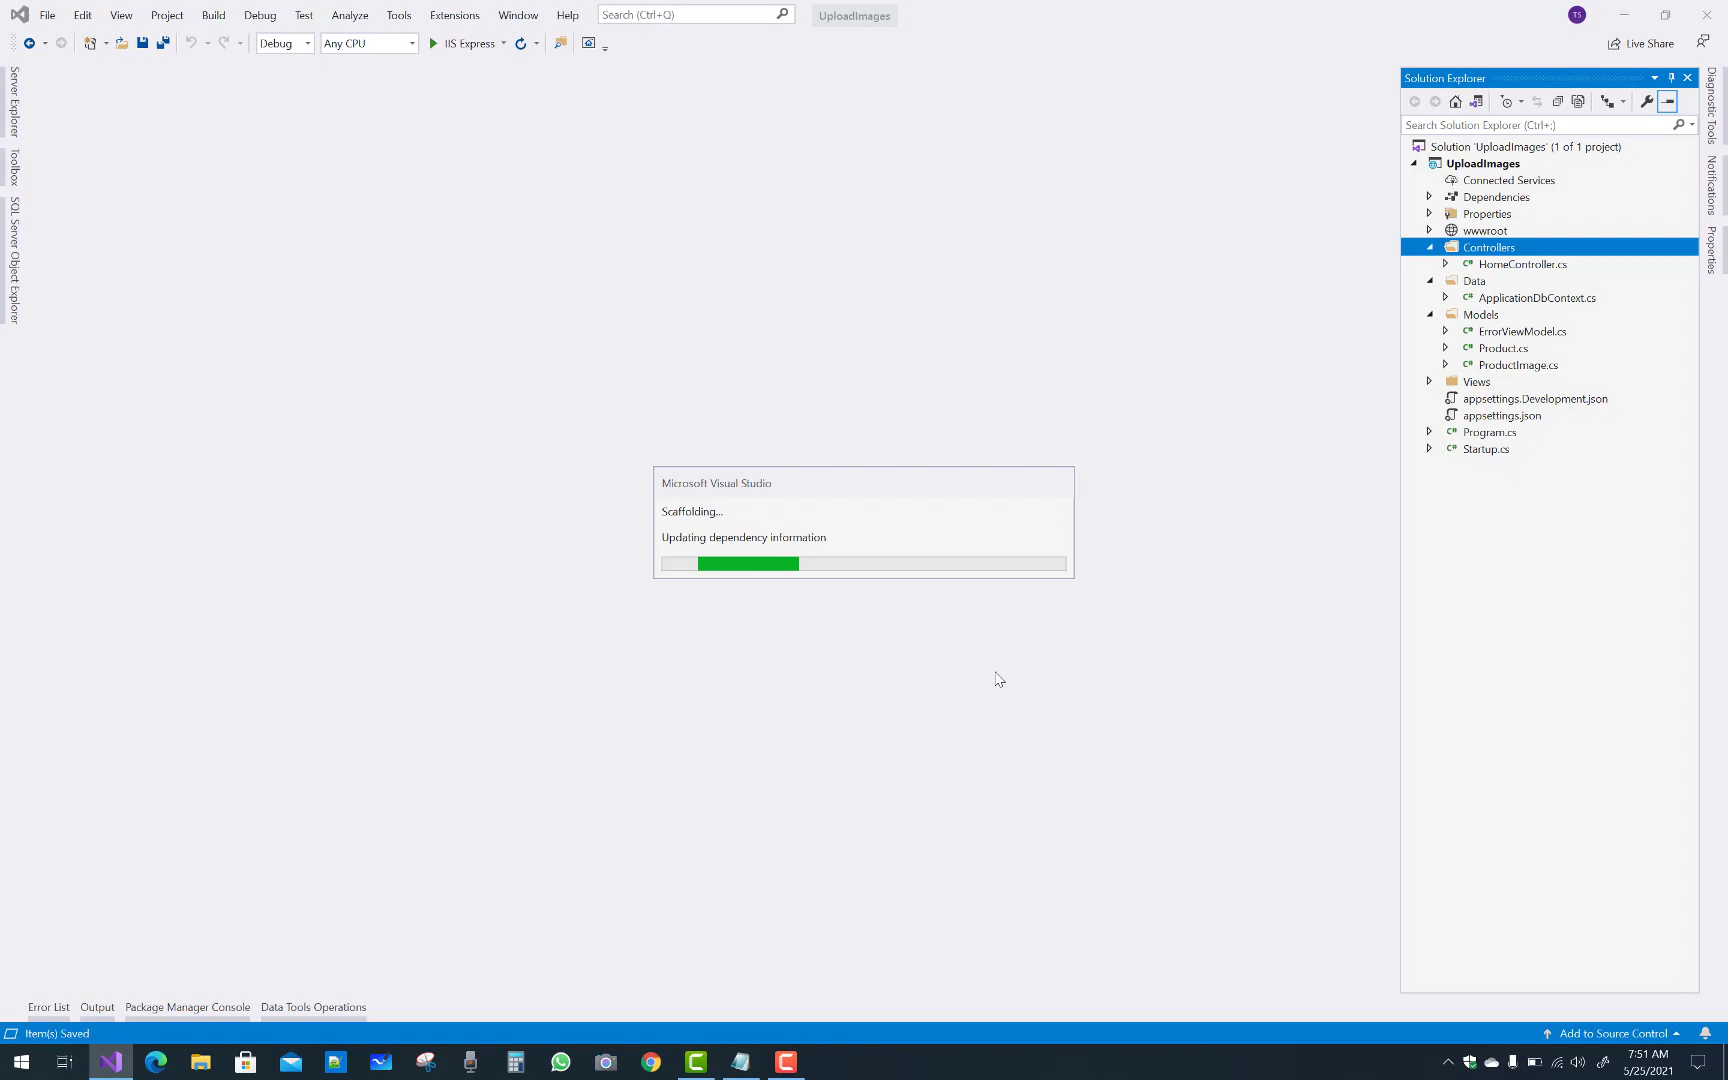 File Edit View Project Build Debug Test Analyze Tools Extensions Window Help Search (Ctrl+Q) UploadImages TS
Debug Any CPU IIS Express Live Share
Server Explorer
Toolbox
SQL Server Object Explorer
Solution Explorer
Search Solution Explorer (Ctrl+;)
Solution 'UploadImages' (1 of 1 project)
UploadImages
Connected Services
Dependencies
Properties
wwwroot
Controllers
C# HomeController.cs
Data
C# ApplicationDbContext.cs
Models
C# ErrorViewModel.cs
C# Product.cs
C# ProductImage.cs
Views
appsettings.Development.json
appsettings.json
C# Program.cs
C# Startup.cs
Diagnostic Tools
Notifications
Properties
Microsoft Visual Studio
Scaffolding...
Updating dependency information
Error List Output Package Manager Console Data Tools Operations
Item(s) Saved Add to Source Control
7:51 AM
5/25/2021